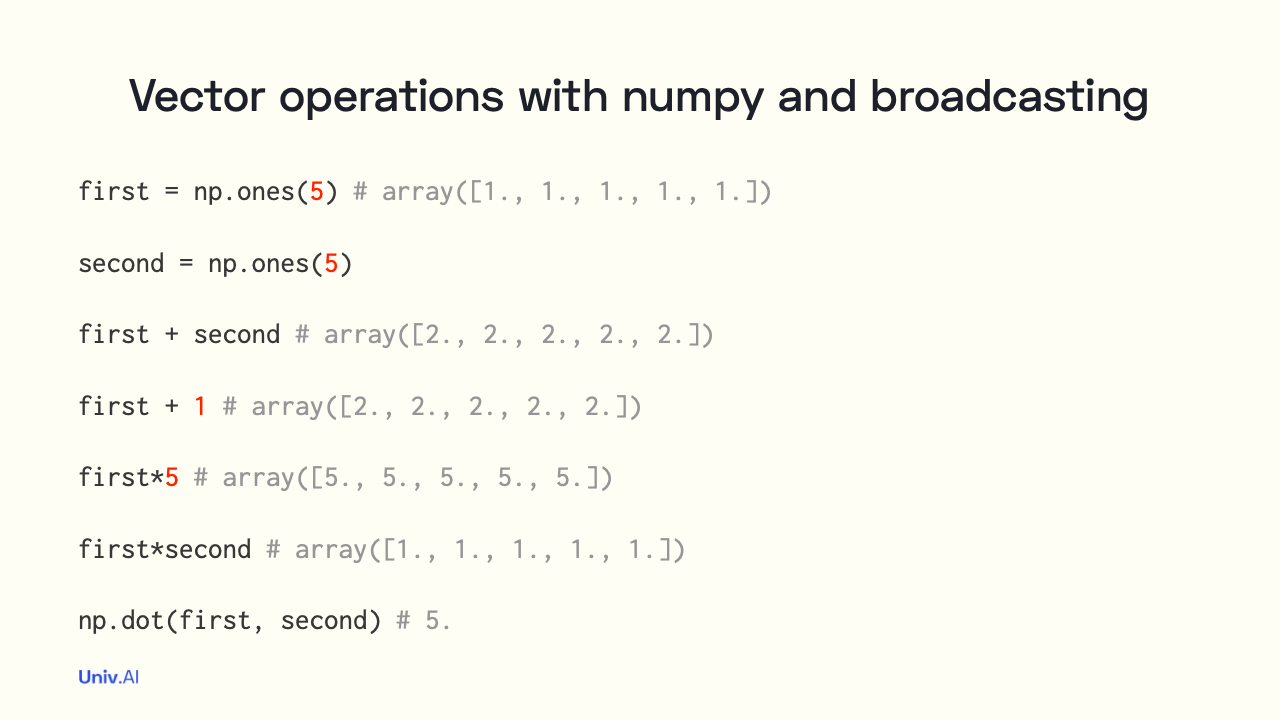 Vector operations with numpy and broadcasting
first = np.ones(5) # array([1., 1., 1., 1., 1.])
second = np.ones(5)
first + second # array([2., 2., 2., 2., 2.])
first + 1 # array([2., 2., 2., 2., 2.])
first*5 # array([5., 5., 5., 5., 5.])
first*second # array([1., 1., 1., 1., 1.])
np.dot(first, second) # 5.
Univ.AI